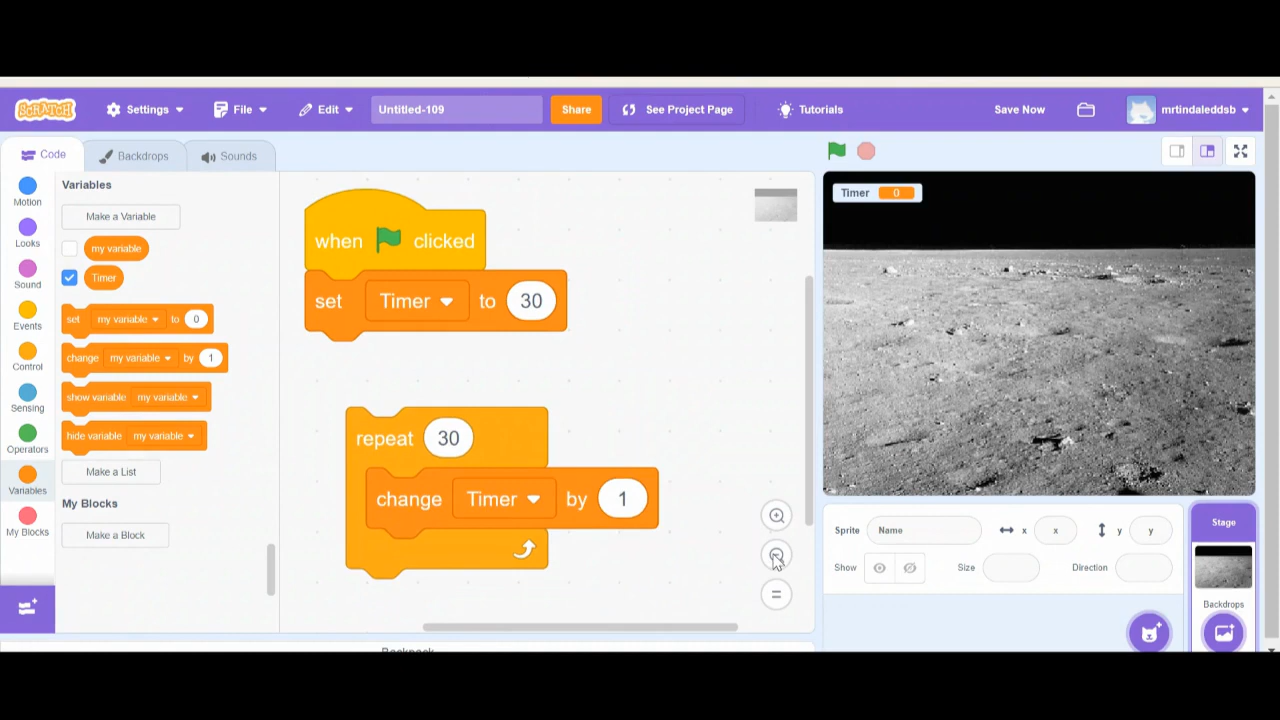 SCRATCH
Settings
File
Edit
Untitled-109
Share
See Project Page
Tutorials
Save Now
mrtindaleddsb
Code
Backdrops
Sounds
Motion
Looks
Sound
Events
Control
Sensing
Operators
Variables
My Blocks
Variables
Make a Variable
my variable
Timer
set my variable to 0
change my variable by 1
show variable my variable
hide variable my variable
Make a List
My Blocks
Make a Block
when clicked
set Timer to 30
repeat 30
change Timer by 1
Backpack
Timer 0
Sprite Name x x y y
Show Size Direction
Stage
Backdrops